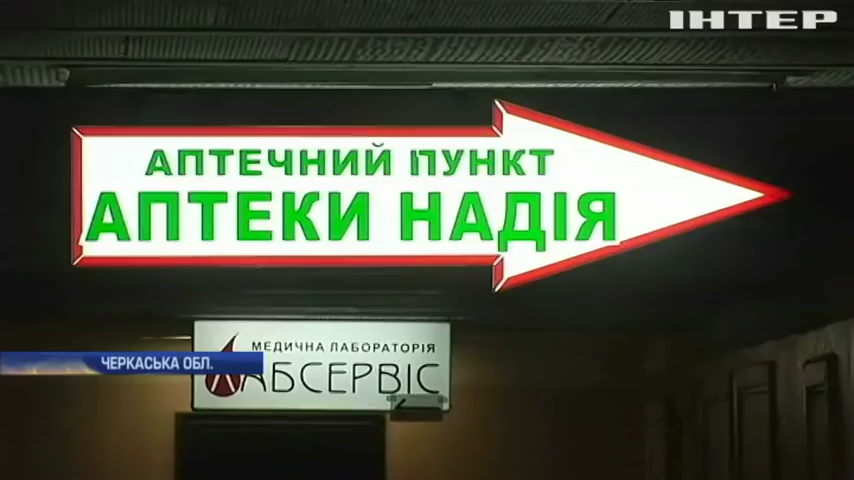 ІНТЕР
АПТЕЧНИЙ ПУНКТ
АПТЕКИ НАДІЯ
МЕДИЧНА ЛАБОРАТОРІЯ
ЛАБСЕРВІС
ЧЕРКАСЬКА ОБЛ.